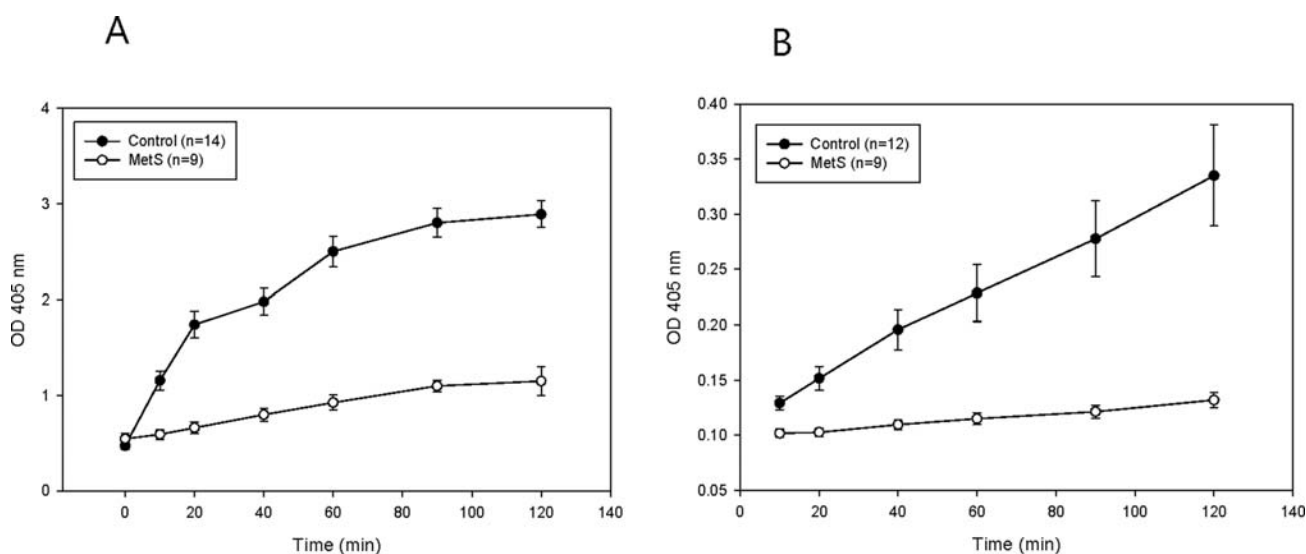 A
4
3
2
1
0
OD 405 nm
Control (n=14)
MetS (n=9)
0 20 40 60 80 100 120 140
Time (min)
B
0.40
0.35
0.30
0.25
0.20
0.15
0.10
0.05
OD 405 nm
Control (n=12)
MetS (n=9)
0 20 40 60 80 100 120 140
Time (min)